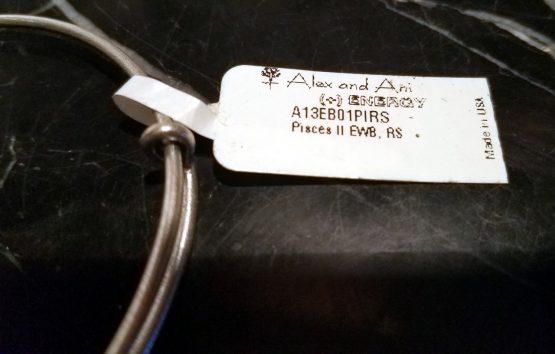 Alex and Ani
(+) ENERGY
A13EB01PIRS
Pisces II EWB, RS
Made in USA